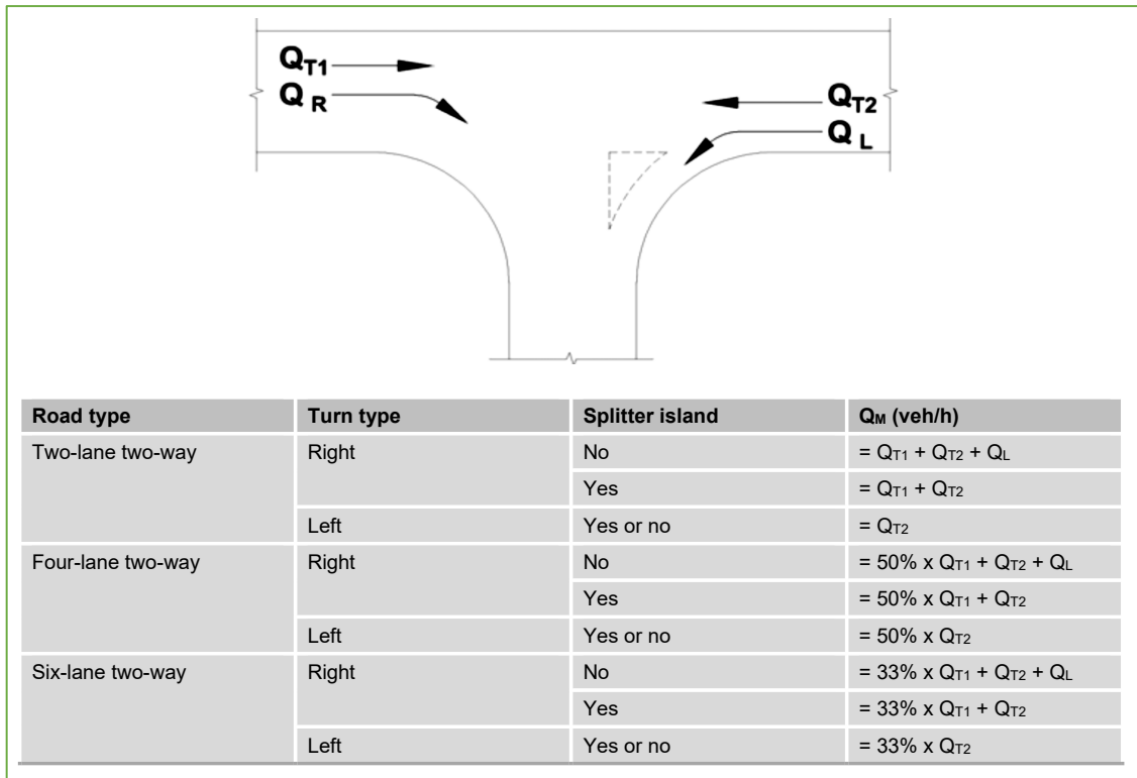 QT1
QR
QT2
QL
Road type Turn type Splitter island QM (veh/h)
Two-lane two-way Right No = QT1 + QT2 + QL
Yes = QT1 + QT2
Left Yes or no = QT2
Four-lane two-way Right No = 50% x QT1 + QT2 + QL
Yes = 50% x QT1 + QT2
Left Yes or no = 50% x QT2
Six-lane two-way Right No = 33% x QT1 + QT2 + QL
Yes = 33% x QT1 + QT2
Left Yes or no = 33% x QT2